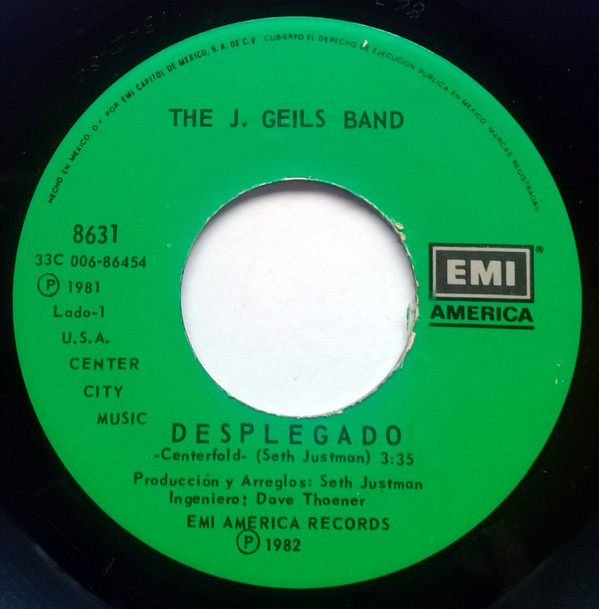 HECHO EN MEXICO, D.F. POR EMI CAPITOL DE MEXICO, S.A. DE C.V. CUBIERTO EL DERECHO DE EJECUCION PUBLICA EN MEXICO MARCAS REGISTRADAS
THE J. GEILS BAND
8631
33C 006-86454
Ⓟ 1981
Lado-1
U.S.A.
CENTER
CITY
MUSIC
EMI®
AMERICA
DESPLEGADO
-Centerfold- (Seth Justman) 3:35
Producción y Arreglos: Seth Justman
Ingeniero: Dave Thoener
EMI AMERICA RECORDS
Ⓟ 1982